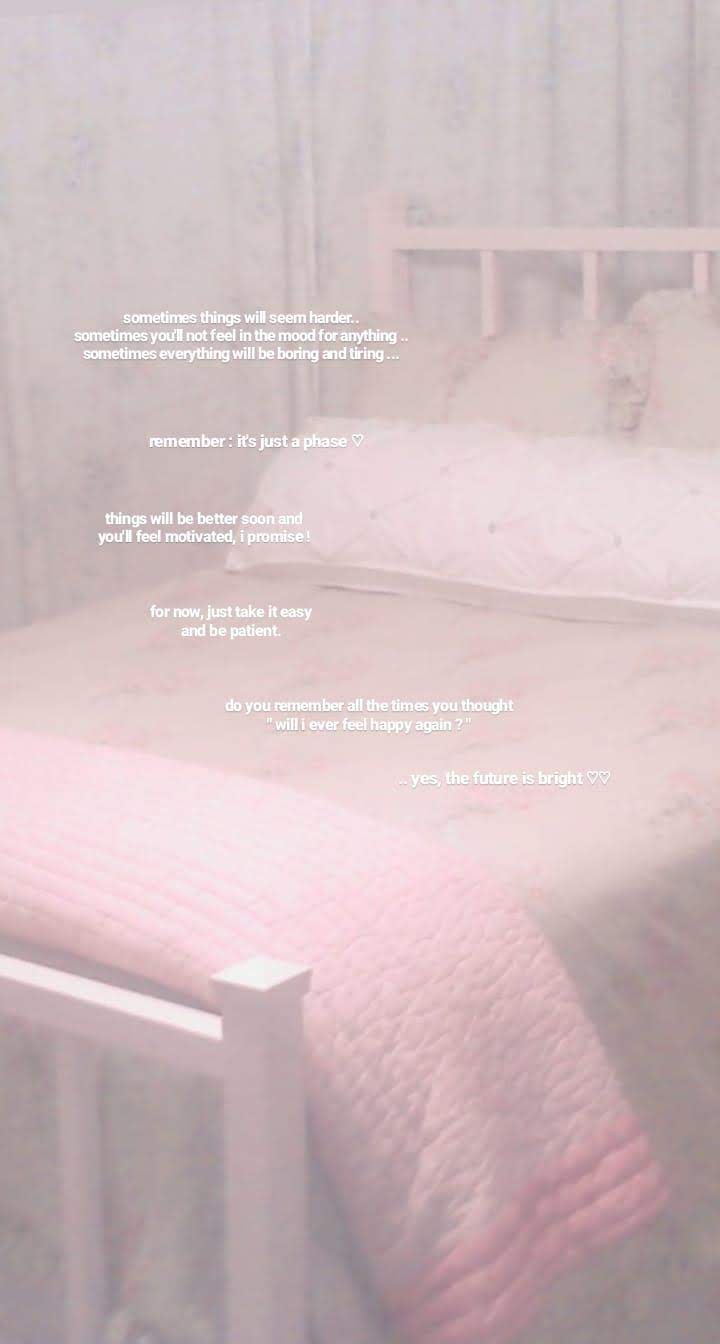 sometimes things will seem harder..
sometimes you'll not feel in the mood for anything ..
sometimes everything will be boring and tiring ...
remember : it's just a phase ♡
things will be better soon and
you'll feel motivated, i promise !
for now, just take it easy
and be patient.
do you remember all the times you thought
" will i ever feel happy again ? "
.. yes, the future is bright ♡♡